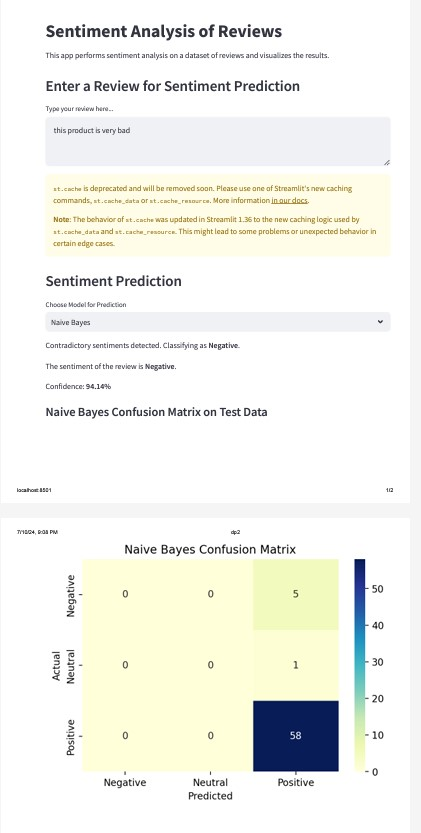 Sentiment Analysis of Reviews
This app performs sentiment analysis on a dataset of reviews and visualizes the results.
Enter a Review for Sentiment Prediction
Type your review here...
this product is very bad
st.cache is deprecated and will be removed soon. Please use one of Streamlit's new caching
commands, st.cache_data or st.cache_resource. More information in our docs.
Note: The behavior of st.cache was updated in Streamlit 1.36 to the new caching logic used by
st.cache_data and st.cache_resource. This might lead to some problems or unexpected behavior in
certain edge cases.
Sentiment Prediction
Choose Model for Prediction
Naive Bayes
Contradictory sentiments detected. Classifying as Negative.
The sentiment of the review is Negative.
Confidence: 94.14%
Naive Bayes Confusion Matrix on Test Data
localhost:8501 1/2
7/10/24, 9:08 PM dp2
Naive Bayes Confusion Matrix
Negative 0 0 5
Actual
Neutral 0 0 1
Positive 0 0 58
50
40
30
20
10
0
Negative Neutral Positive
Predicted